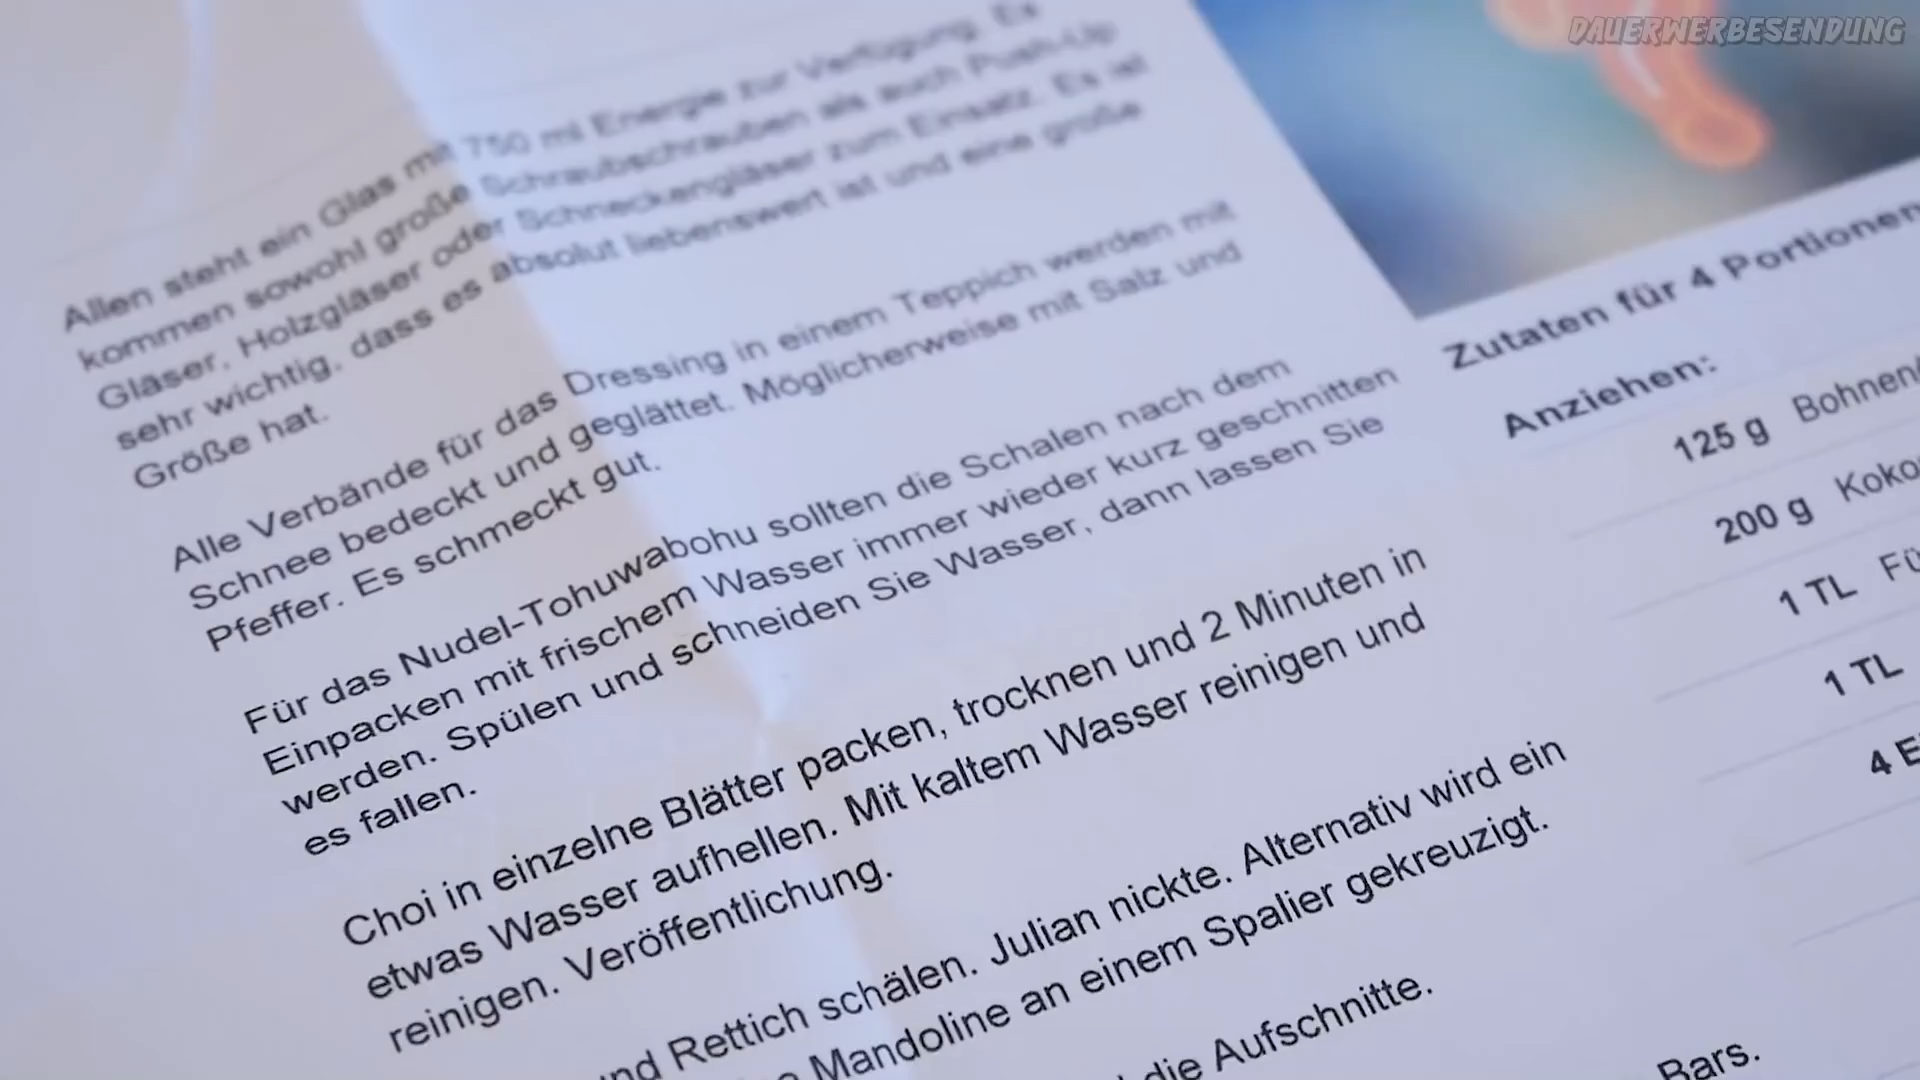 DAUERWERBESENDUNG
Allen steht ein Glas mit 750 ml Energie zur Verfügung. Es
kommen sowohl große Schraubschrauben als auch Push-Up
Gläser, Holzgläser oder Schneckengläser zum Einsatz. Es ist
sehr wichtig, dass es absolut liebenswert ist und eine große
Größe hat.
Alle Verbände für das Dressing in einem Teppich werden mit
Schnee bedeckt und geglättet. Möglicherweise mit Salz und
Pfeffer. Es schmeckt gut.
Für das Nudel-Tohuwabohu sollten die Schalen nach dem
Einpacken mit frischem Wasser immer wieder kurz geschnitten
werden. Spülen und schneiden Sie Wasser, dann lassen Sie
es fallen.
Choi in einzelne Blätter packen, trocknen und 2 Minuten in
etwas Wasser aufhellen. Mit kaltem Wasser reinigen und
reinigen. Veröffentlichung.
Rettich schälen. Julian nickte. Alternativ wird ein
Mandoline an einem Spalier gekreuzigt.
die Aufschnitte.
Bars.
Zutaten für 4 Portionen
Anziehen:
125 g
200 g
1 TL
1 TL
4